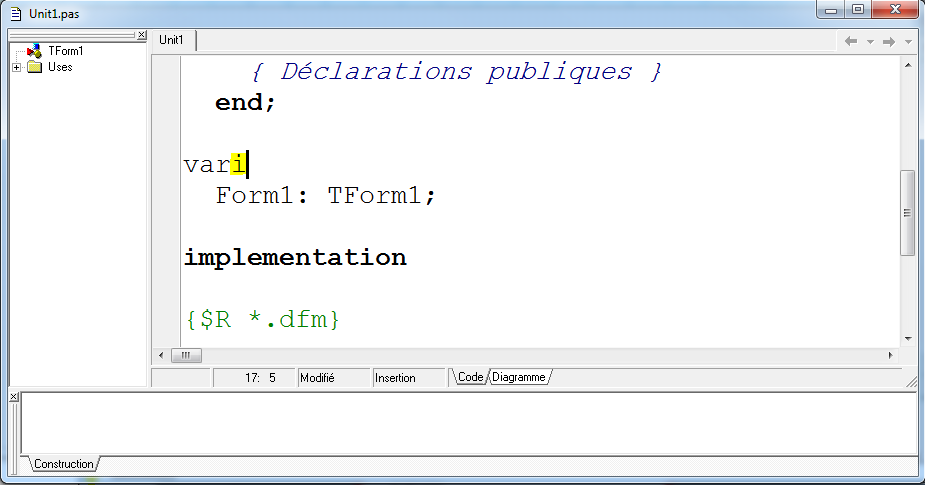 Unit1.pas
TForm1
Uses
Unit1
{ Déclarations publiques }
end;
vari
Form1: TForm1;
implementation
{$R *.dfm}
17: 5
Modifié
Insertion
Code
Diagramme
Construction